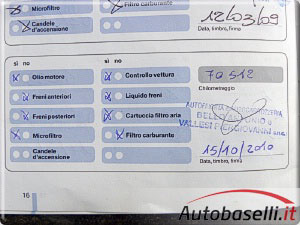 Microfiltro
Filtro carburante
Candele
d'accensione
12/03/09
Data, timbro, firma
si no
si no
Olio motore
Controllo vettura
70512
Chilometraggio
Freni anteriori
Liquido freni
Freni posteriori
Cartuccia filtro aria
Microfiltro
Filtro carburante
15/10/2010
Candele
d'accensione
Data, timbro, firma
16
Autobaselli.it